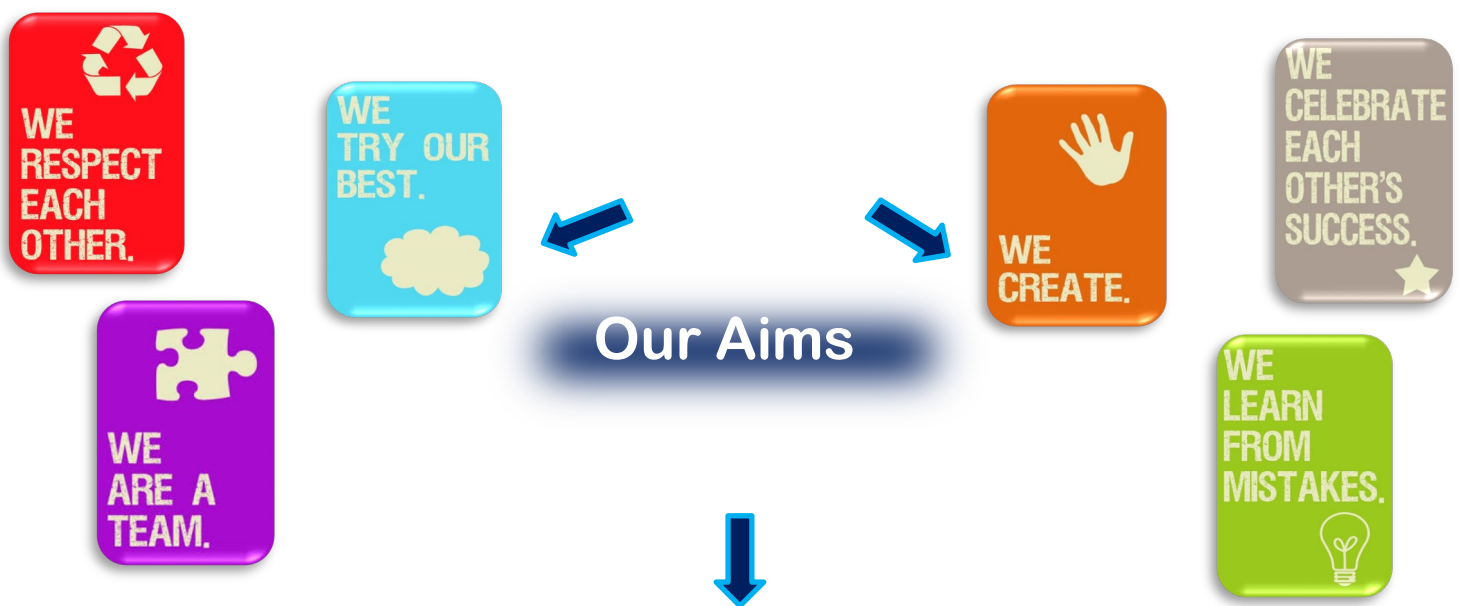 WE
RESPECT
EACH
OTHER.
WE
TRY OUR
BEST.
WE
CREATE.
WE
CELEBRATE
EACH
OTHER'S
SUCCESS.
Our Aims
WE
ARE A
TEAM.
WE
LEARN
FROM
MISTAKES.